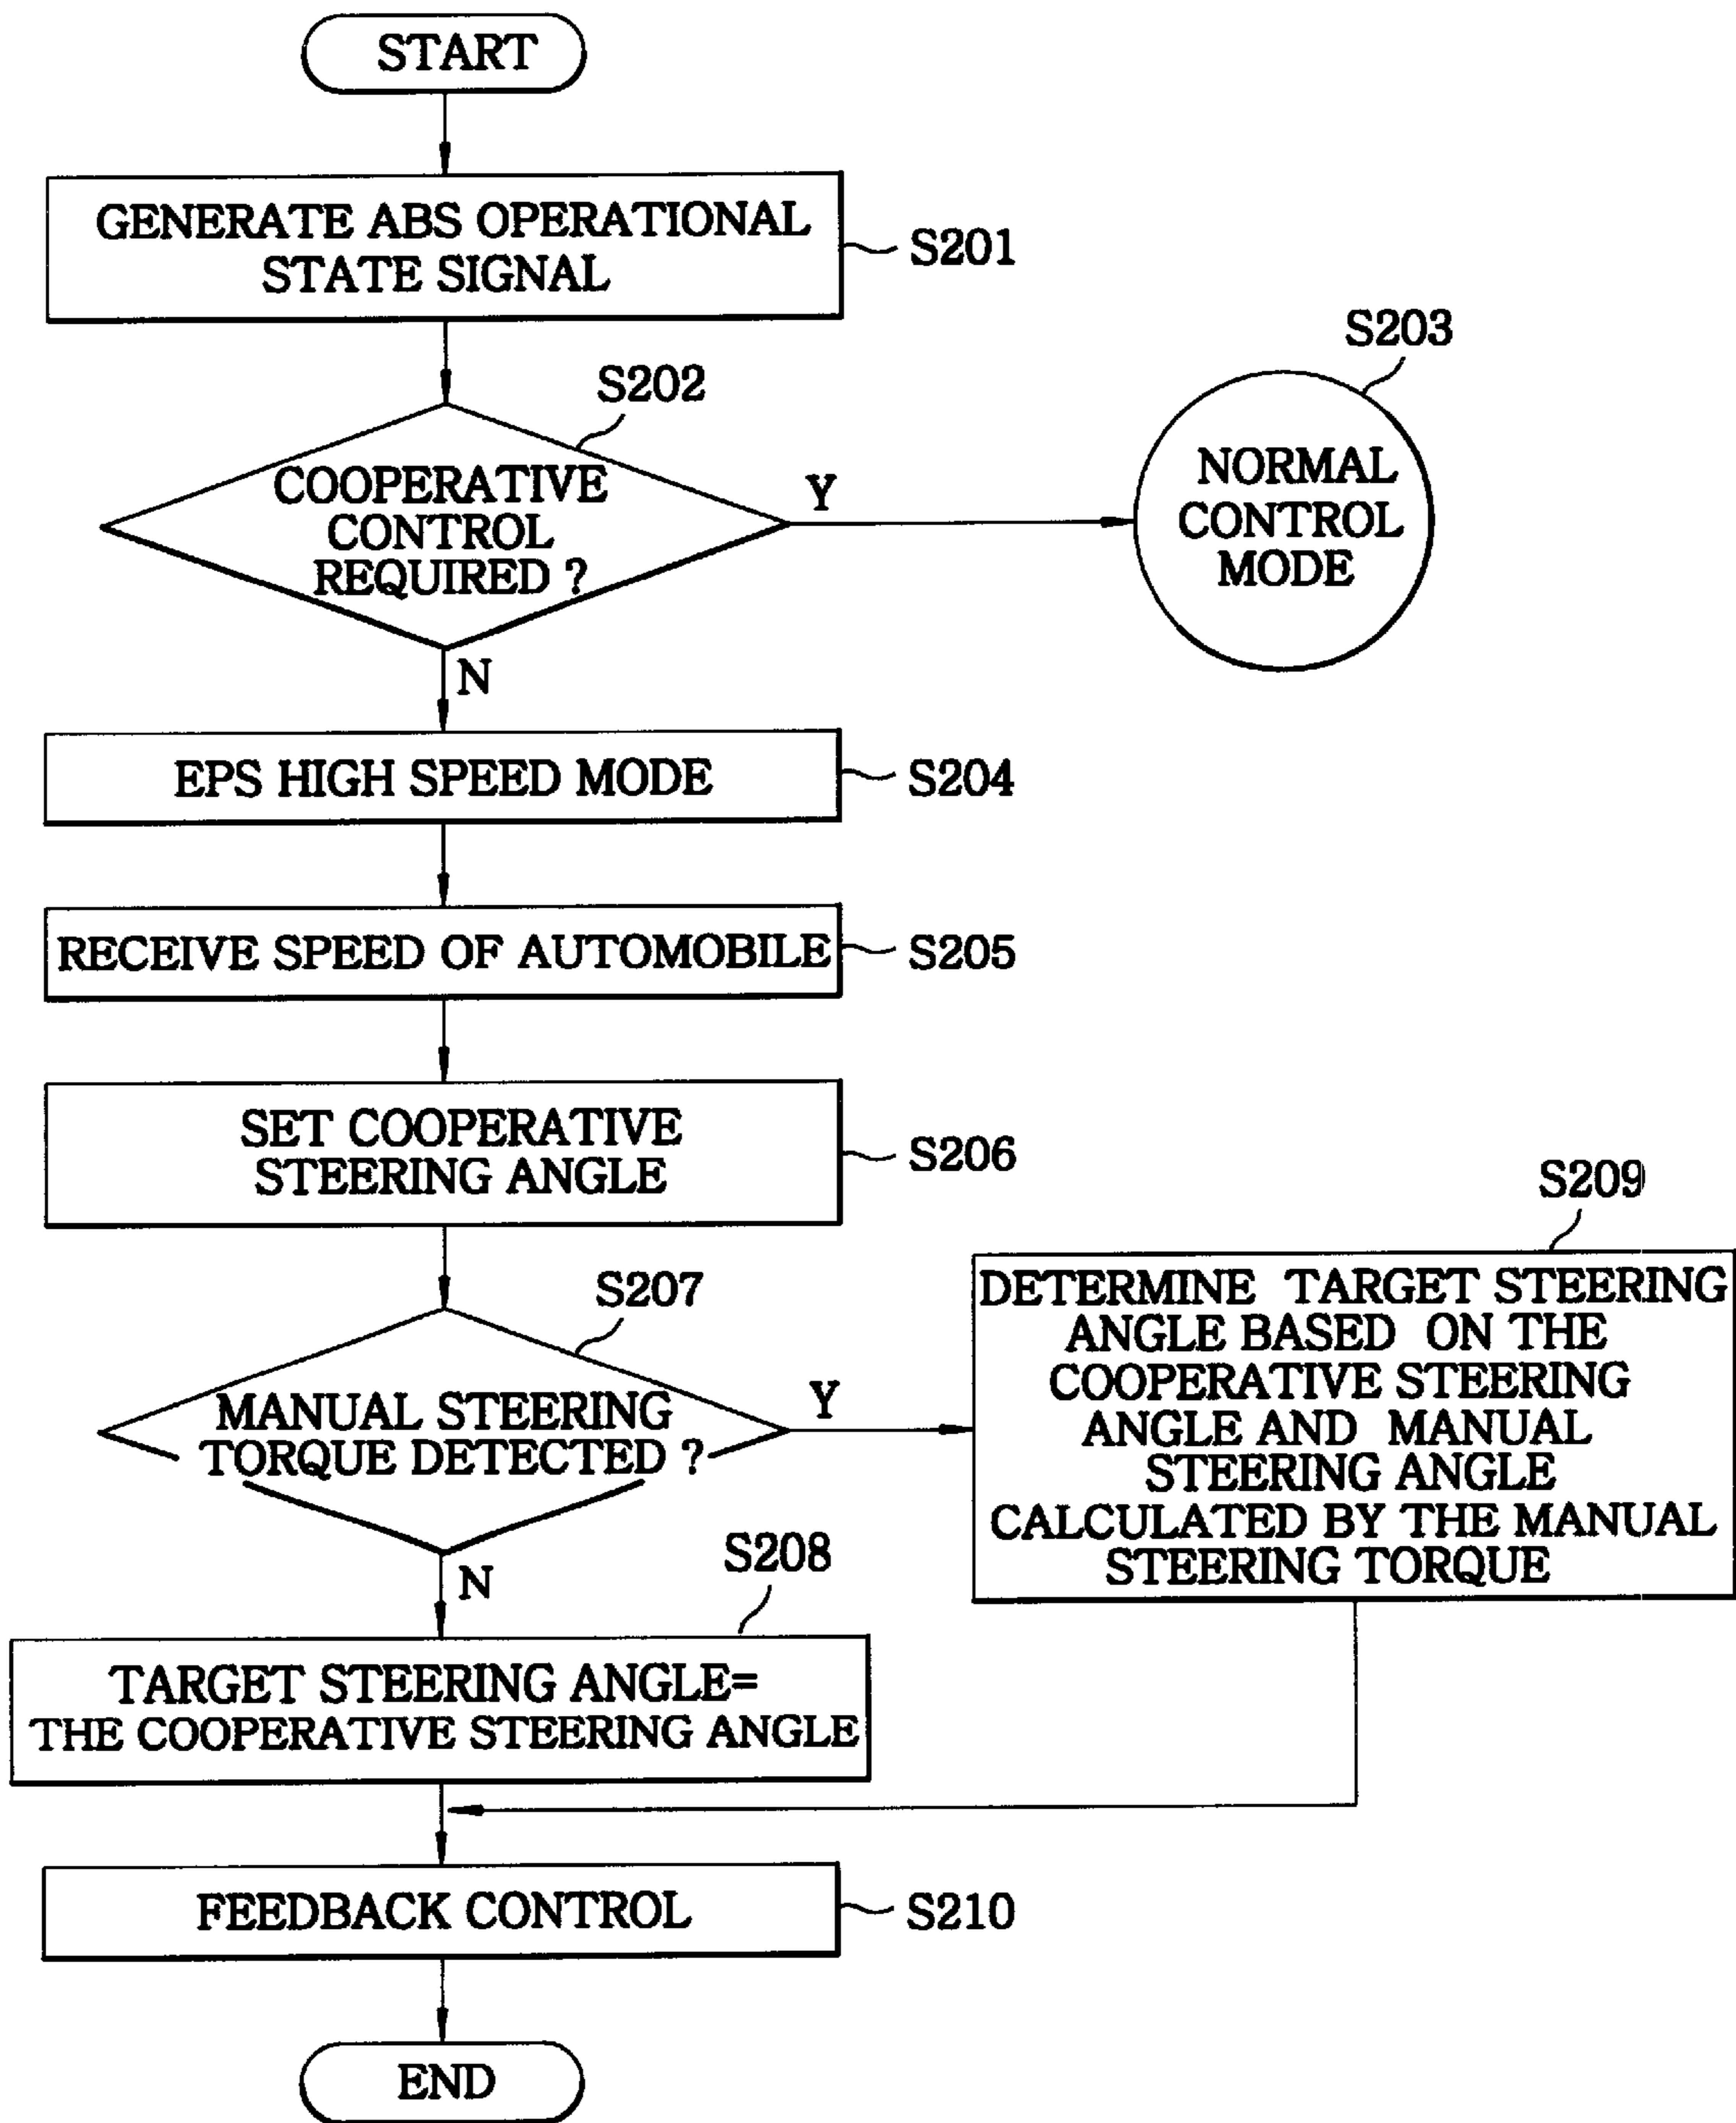 START
GENERATE ABS OPERATIONAL
STATE SIGNAL
S201
S202
S203
COOPERATIVE
CONTROL
REQUIRED ?
Y
NORMAL
CONTROL
MODE
N
EPS HIGH SPEED MODE
S204
RECEIVE SPEED OF AUTOMOBILE
S205
SET COOPERATIVE
STEERING ANGLE
S206
S207
MANUAL STEERING
TORQUE DETECTED ?
Y
S209
DETERMINE TARGET STEERING
ANGLE BASED ON THE
COOPERATIVE STEERING
ANGLE AND MANUAL
STEERING ANGLE
CALCULATED BY THE MANUAL
STEERING TORQUE
N
S208
TARGET STEERING ANGLE=
THE COOPERATIVE STEERING ANGLE
FEEDBACK CONTROL
S210
END